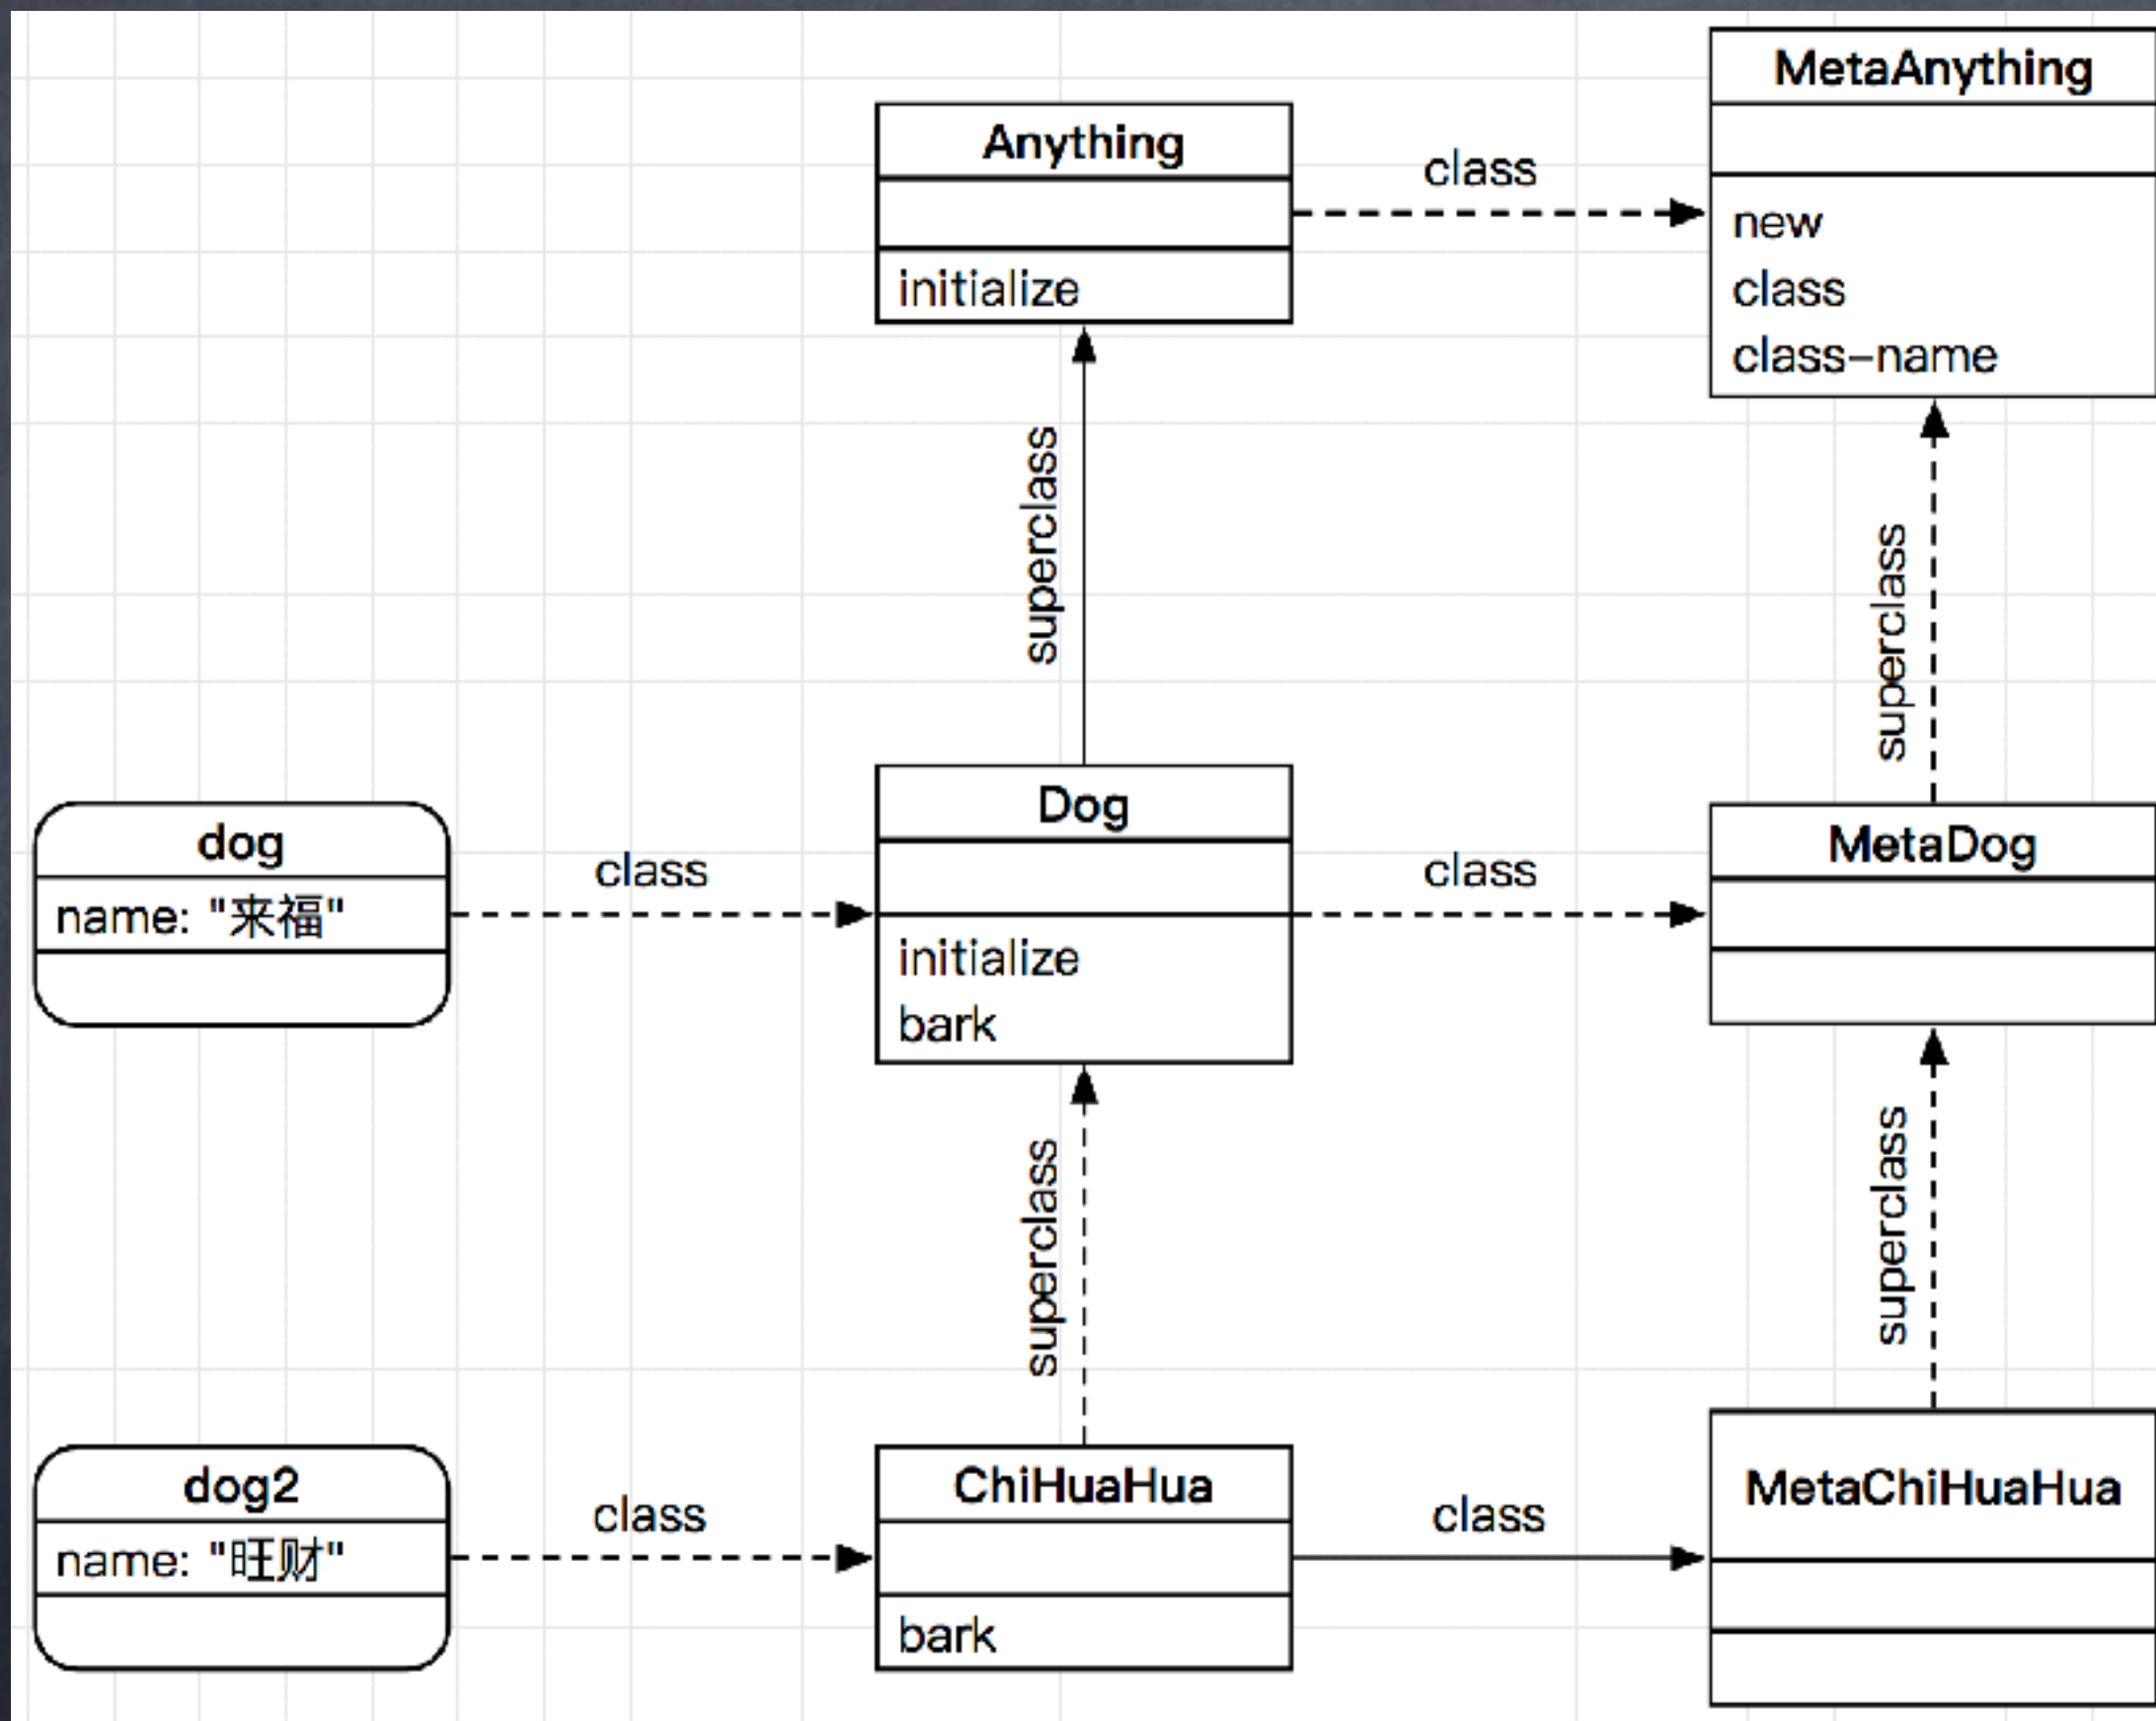 MetaAnything
Anything
class
new
initialize
class
class-name
superclass
superclass
Dog
dog
class
class
MetaDog
name: "来福"
initialize
bark
superclass
superclass
dog2
class
ChiHuaHua
class
MetaChiHuaHua
name: "旺财"
bark